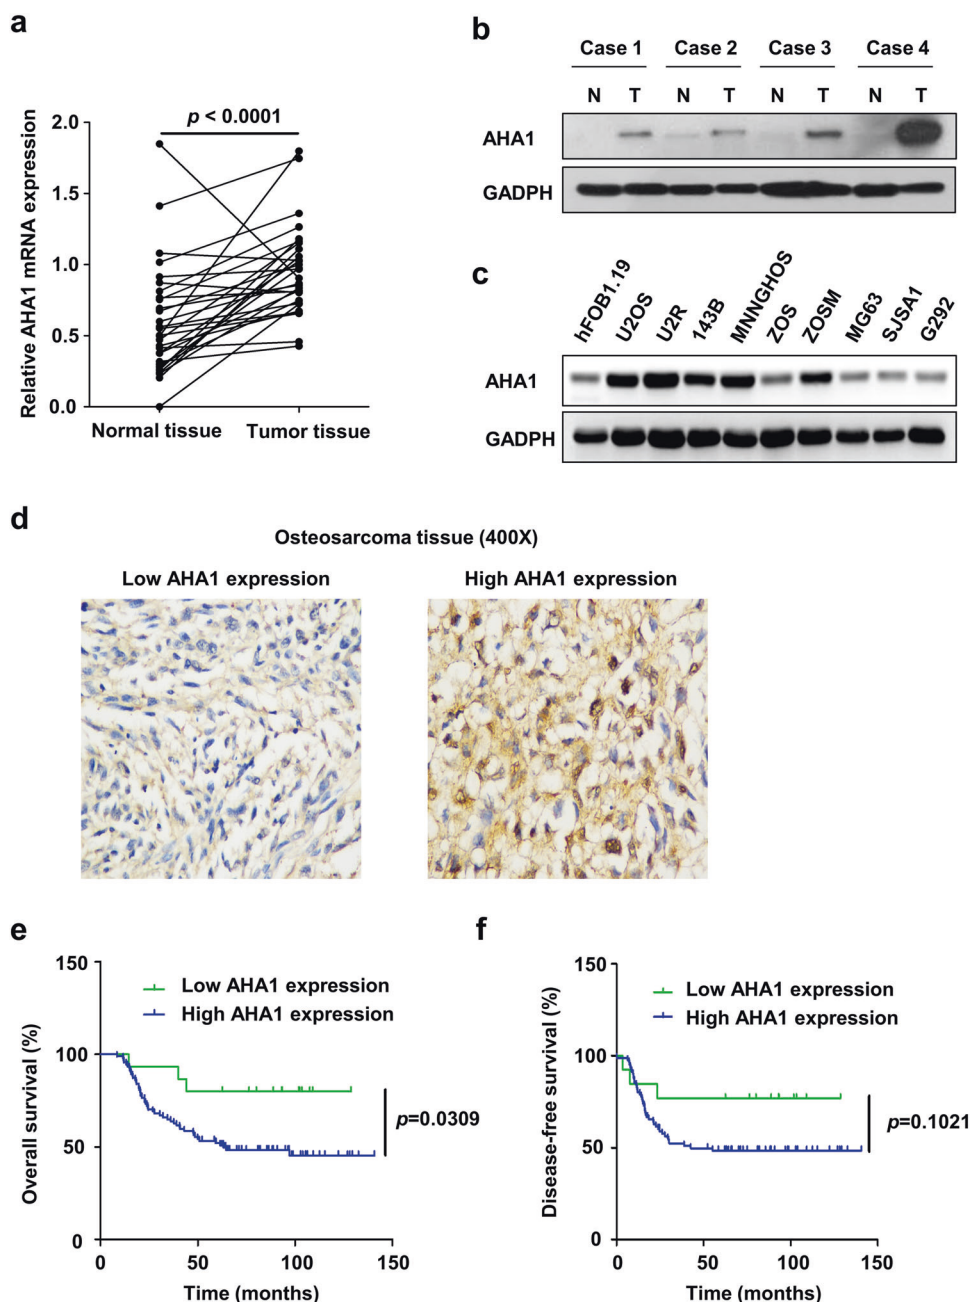 a
p < 0.0001
Relative AHA1 mRNA expression
2.0
1.5
1.0
0.5
0.0
Normal tissue
Tumor tissue
b
Case 1 Case 2 Case 3 Case 4
N T N T N T N T
AHA1
GADPH
c
hFOB1.19 U2OS U2R 143B MNNGHOS ZOS ZOSM MG63 SJSA1 G292
AHA1
GADPH
d
Osteosarcoma tissue (400X)
Low AHA1 expression
High AHA1 expression
e
Overall survival (%)
150
100
50
0
Low AHA1 expression
High AHA1 expression
p=0.0309
0 50 100 150
Time (months)
f
Disease-free survival (%)
150
100
50
0
Low AHA1 expression
High AHA1 expression
p=0.1021
0 50 100 150
Time (months)